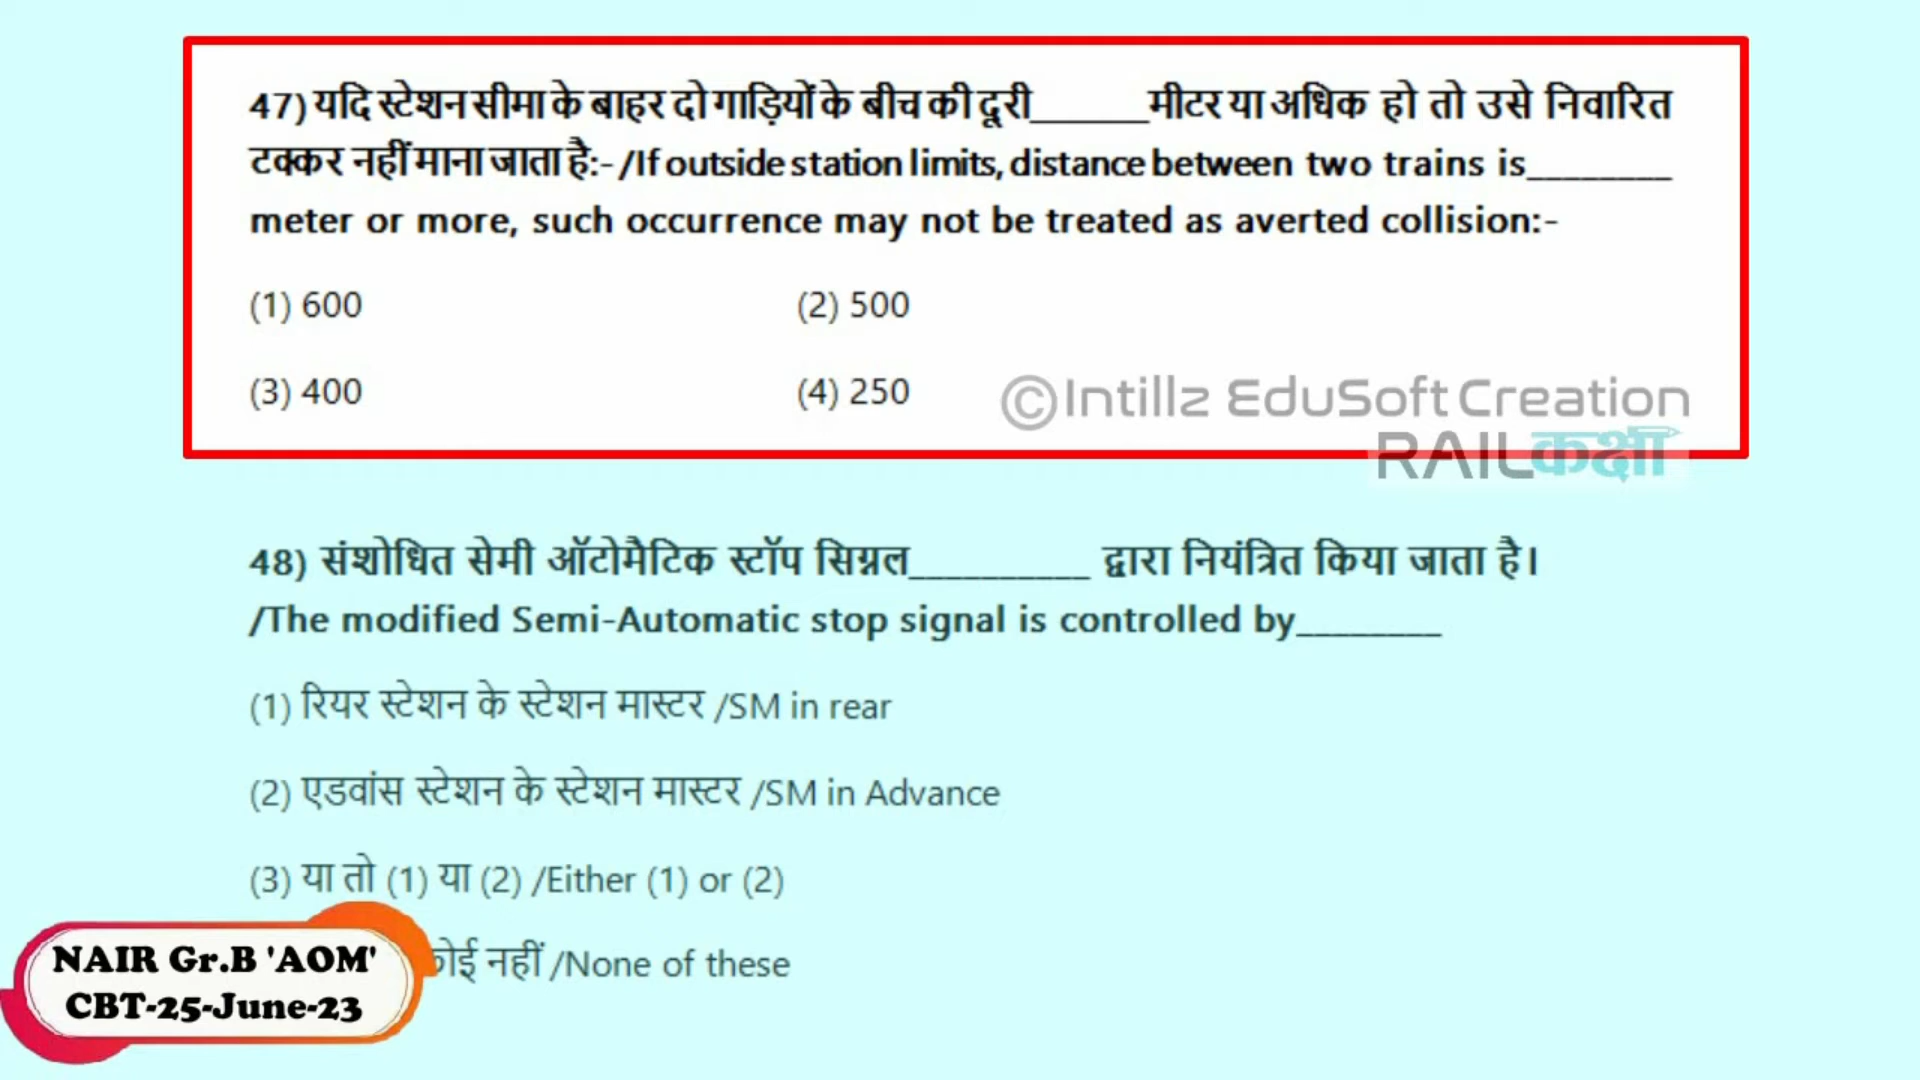 47) यदि स्टेशन सीमा के बाहर दो गाड़ियों के बीच की दूरी______मीटर या अधिक हो तो उसे निवारित
टक्कर नहीं माना जाता है:- /If outside station limits, distance between two trains is________
meter or more, such occurrence may not be treated as averted collision:-
(1) 600 (2) 500
(3) 400 (4) 250
©Intillz EduSoft Creation
RAILकक्षा
48) संशोधित सेमी ऑटोमैटिक स्टॉप सिग्नल__________ द्वारा नियंत्रित किया जाता है।
/The modified Semi-Automatic stop signal is controlled by________
(1) रियर स्टेशन के स्टेशन मास्टर /SM in rear
(2) एडवांस स्टेशन के स्टेशन मास्टर /SM in Advance
(3) या तो (1) या (2) /Either (1) or (2)
कोई नहीं /None of these
NAIR Gr.B 'AOM'
CBT-25-June-23